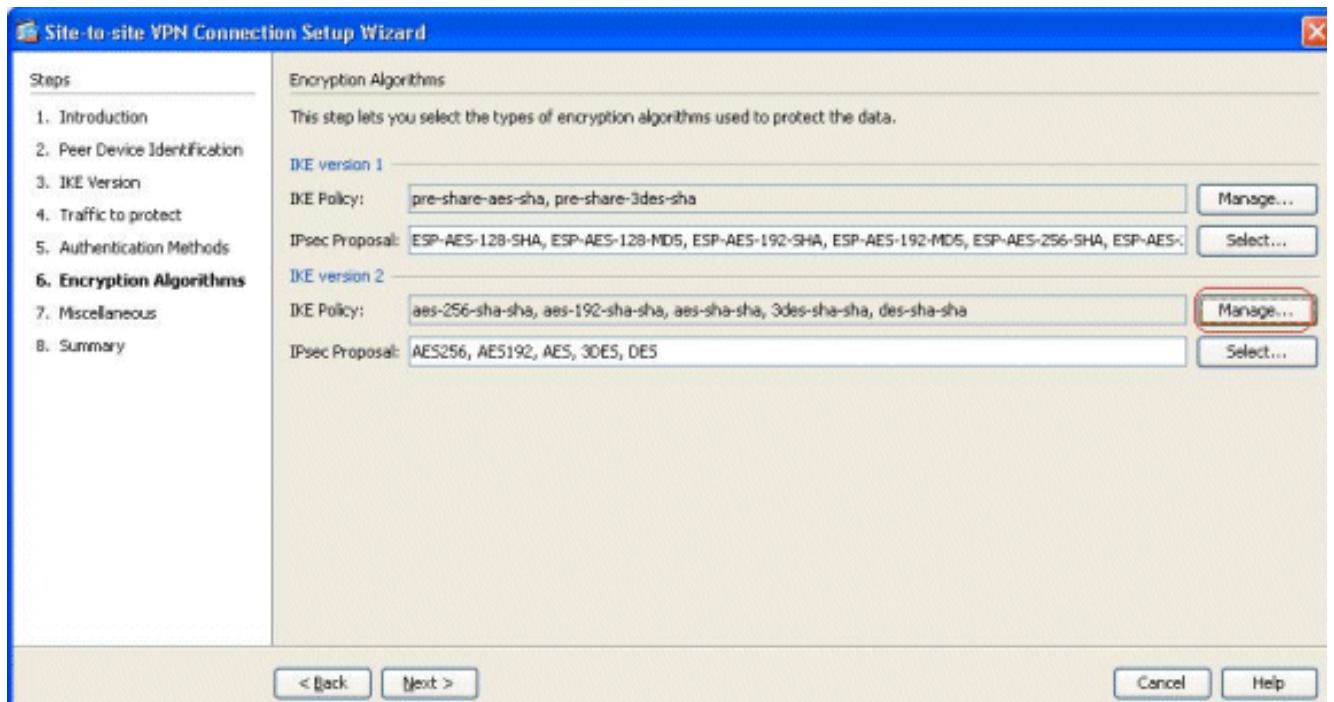 Site-to-site VPN Connection Setup Wizard
Steps
1. Introduction
2. Peer Device Identification
3. IKE Version
4. Traffic to protect
5. Authentication Methods
6. Encryption Algorithms
7. Miscellaneous
8. Summary
Encryption Algorithms
This step lets you select the types of encryption algorithms used to protect the data.
IKE version 1
IKE Policy: pre-share-aes-sha, pre-share-3des-sha Manage...
IPsec Proposal: ESP-AES-128-SHA, ESP-AES-128-MD5, ESP-AES-192-SHA, ESP-AES-192-MD5, ESP-AES-256-SHA, ESP-AES- Select...
IKE version 2
IKE Policy: aes-256-sha-sha, aes-192-sha-sha, aes-sha-sha, 3des-sha-sha, des-sha-sha Manage...
IPsec Proposal: AES256, AES192, AES, 3DES, DES Select...
< Back Next > Cancel Help